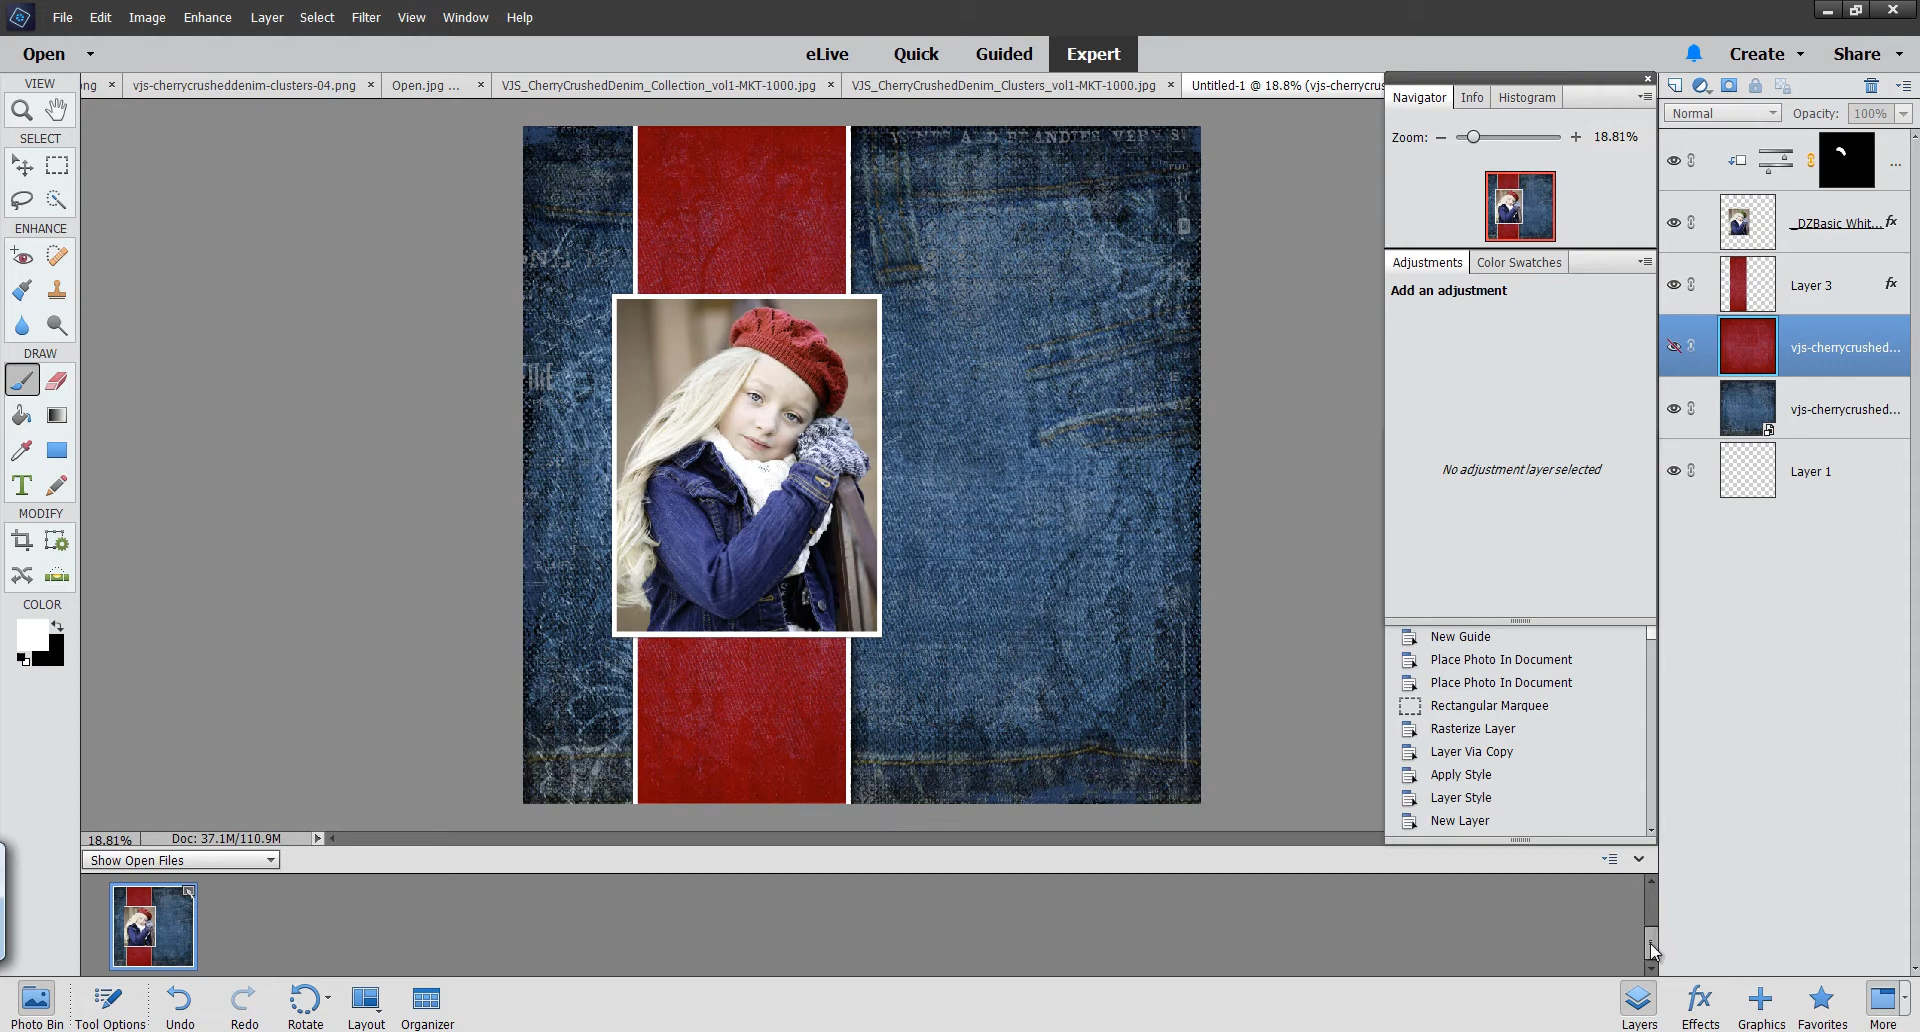 File Edit Image Enhance Layer Select Filter View Window Help
Open eLive Quick Guided Expert Create Share
ng × vjs-cherrycrusheddenim-clusters-04.png × Open.jpg ... × VJS_CherryCrushedDenim_Collection_vol1-MKT-1000.jpg × VJS_CherryCrushedDenim_Clusters_vol1-MKT-1000.jpg × Untitled-1 @ 18.8% (vjs-cherrycrus
VIEW
SELECT
ENHANCE
DRAW
MODIFY
COLOR
Navigator Info Histogram
Zoom: 18.81%
Adjustments Color Swatches
Add an adjustment
No adjustment layer selected
New Guide
Place Photo In Document
Place Photo In Document
Rectangular Marquee
Rasterize Layer
Layer Via Copy
Apply Style
Layer Style
New Layer
Normal Opacity: 100%
...
_DZBasic Whit... fx
Layer 3 fx
vjs-cherrycrushed...
vjs-cherrycrushed...
Layer 1
18.81% Doc: 37.1M/110.9M
Show Open Files
Photo Bin Tool Options Undo Redo Rotate Layout Organizer
Layers Effects Graphics Favorites More